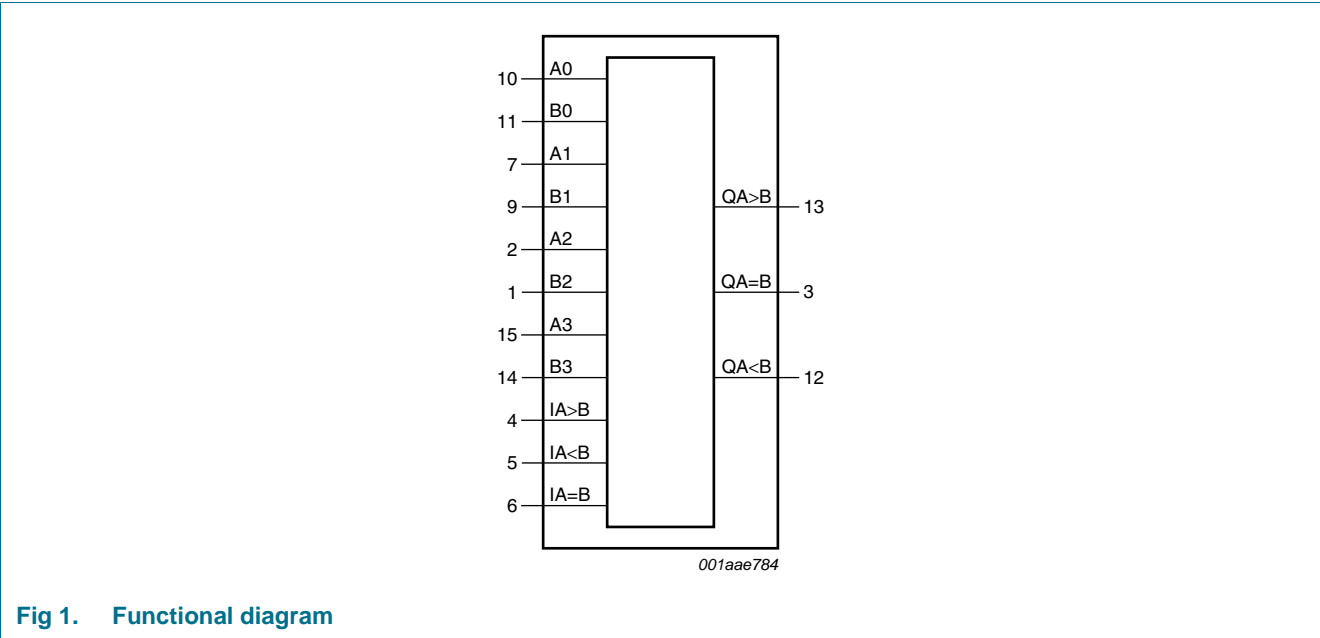 10 A0
11 B0
7 A1
9 B1 QA>B 13
2 A2
1 B2 QA=B 3
15 A3
14 B3 QA<B 12
4 IA>B
5 IA<B
6 IA=B
001aae784
Fig 1. Functional diagram